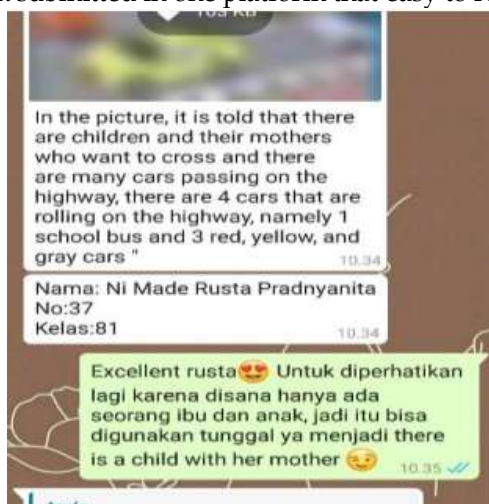 103 KB
In the picture, it is told that there
are children and their mothers
who want to cross and there
are many cars passing on the
highway, there are 4 cars that are
rolling on the highway, namely 1
school bus and 3 red, yellow, and
gray cars "
10.34
Nama: Ni Made Rusta Pradnyanita
No:37
Kelas:81
10.34
Excellent rusta😍 Untuk diperhatikan
lagi karena disana hanya ada
seorang ibu dan anak, jadi itu bisa
digunakan tunggal ya menjadi there
is a child with her mother 😉
10.35